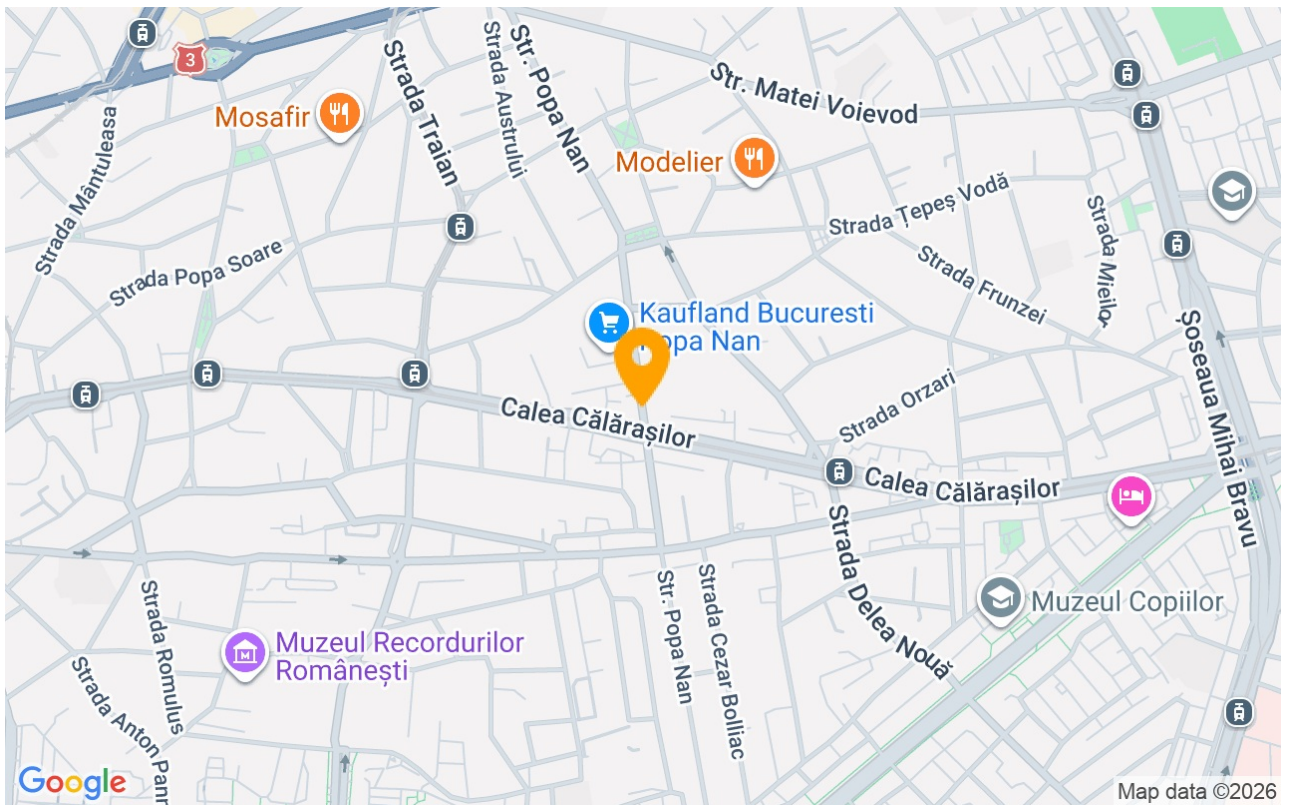 3
Strada Mântuleasa
Mosafir
Strada Traian
Strada Austrului
Str. Popa Nan
Str. Matei Voievod
Modelier
Strada Țepeș Vodă
Strada Popa Soare
Strada Frunzei
Strada Mieilor
Șoseaua Mihai Bravu
Kaufland Bucuresti
Popa Nan
Calea Călărașilor
Strada Orzari
Calea Călărașilor
Strada Delea Nouă
Str. Popa Nan
Strada Cezar Bolliac
Muzeul Copiilor
Strada Romulus
M
Muzeul Recordurilor
Românești
Strada Anton Pann
Google
Map data ©2026